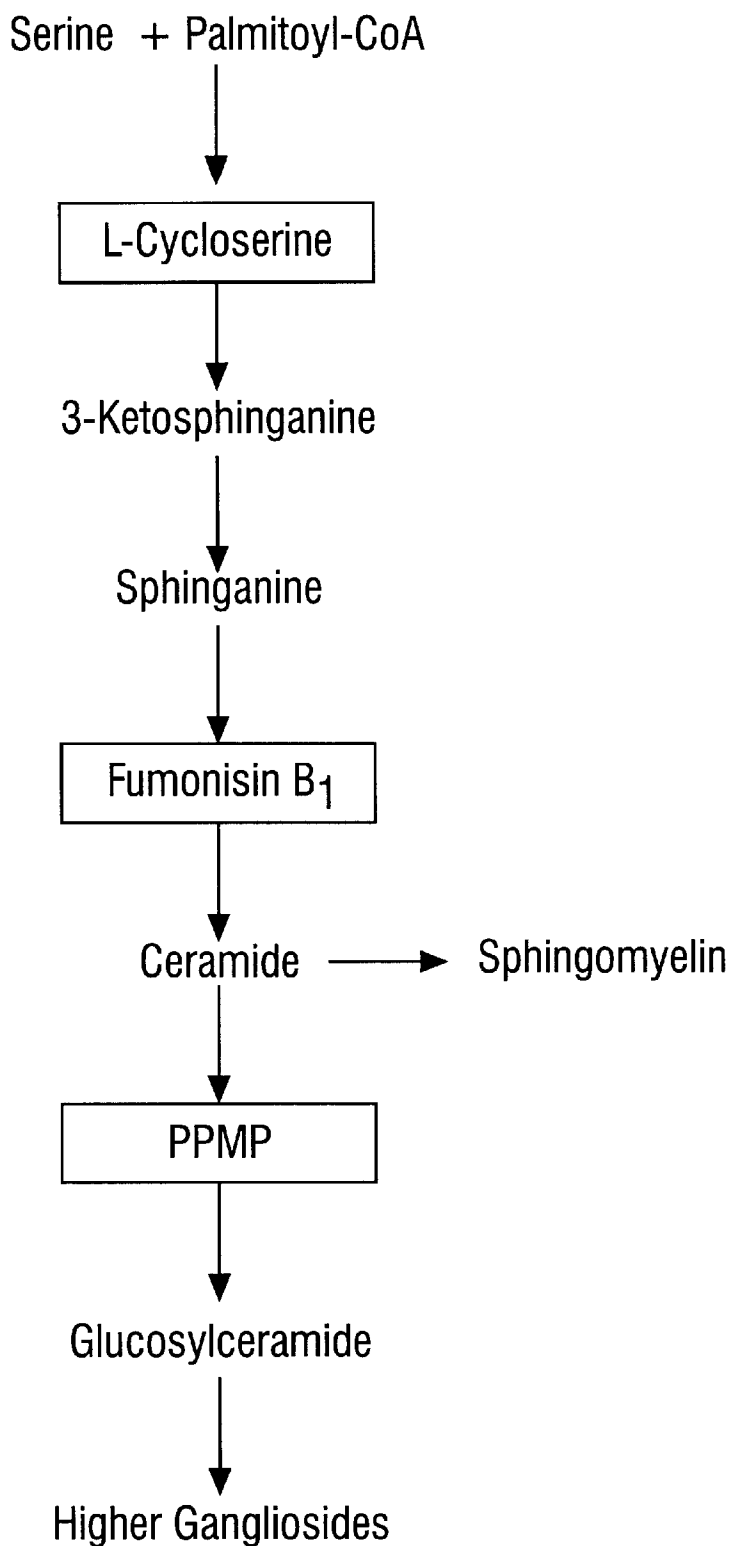 Serine + Palmitoyl-CoA
L-Cycloserine
3-Ketosphinganine
Sphinganine
Fumonisin B1
Ceramide
Sphingomyelin
PPMP
Glucosylceramide
Higher Gangliosides